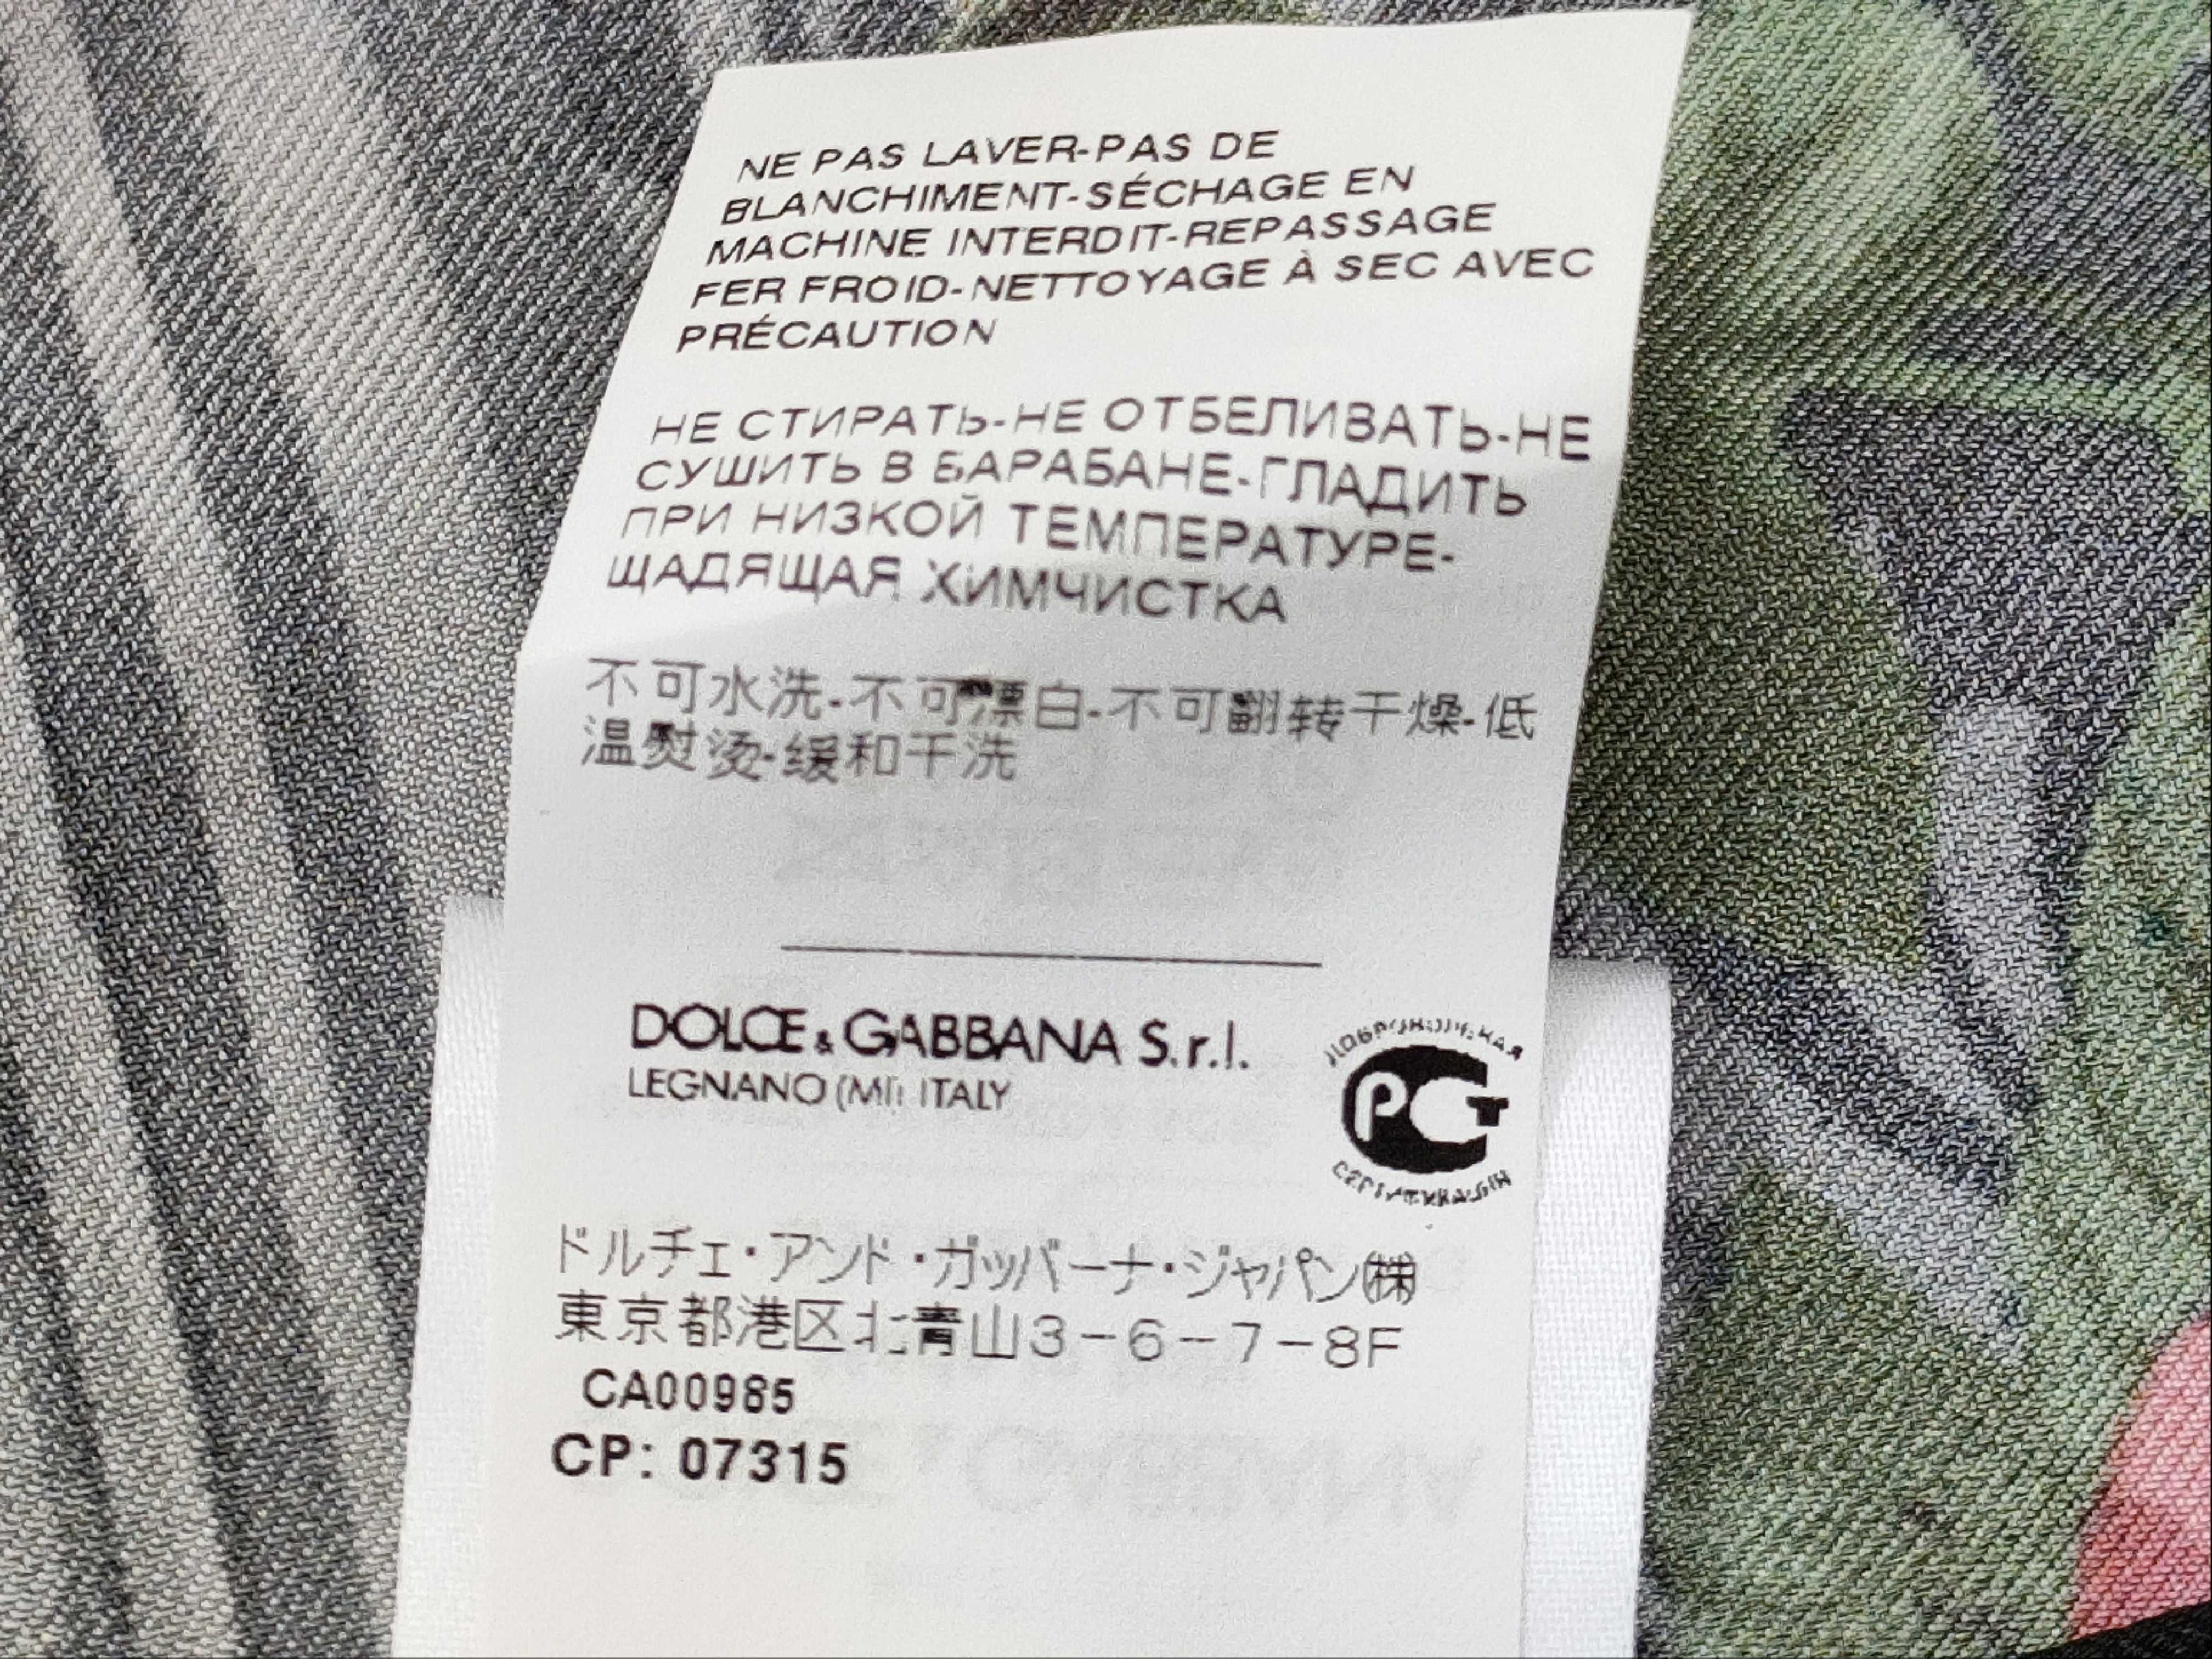 NE PAS LAVER-PAS DE
BLANCHIMENT-SÉCHAGE EN
MACHINE INTERDIT-REPASSAGE
FER FROID-NETTOYAGE À SEC AVEC
PRÉCAUTION
НЕ СТИРАТЬ-НЕ ОТБЕЛИВАТЬ-НЕ
СУШИТЬ В БАРАБАНЕ-ГЛАДИТЬ
ПРИ НИЗКОЙ ТЕМПЕРАТУРЕ-
ЩАДЯЩАЯ ХИМЧИСТКА
不可水洗-不可漂白-不可翻转干燥-低
温熨烫-缓和干洗
DOLCE & GABBANA S.r.l.
LEGNANO (MI) ITALY
РСТ
ドルチェ・アンド・ガッバーナ・ジャパン㈱
東京都港区北青山3-6-7-8F
CA00985
CP: 07315